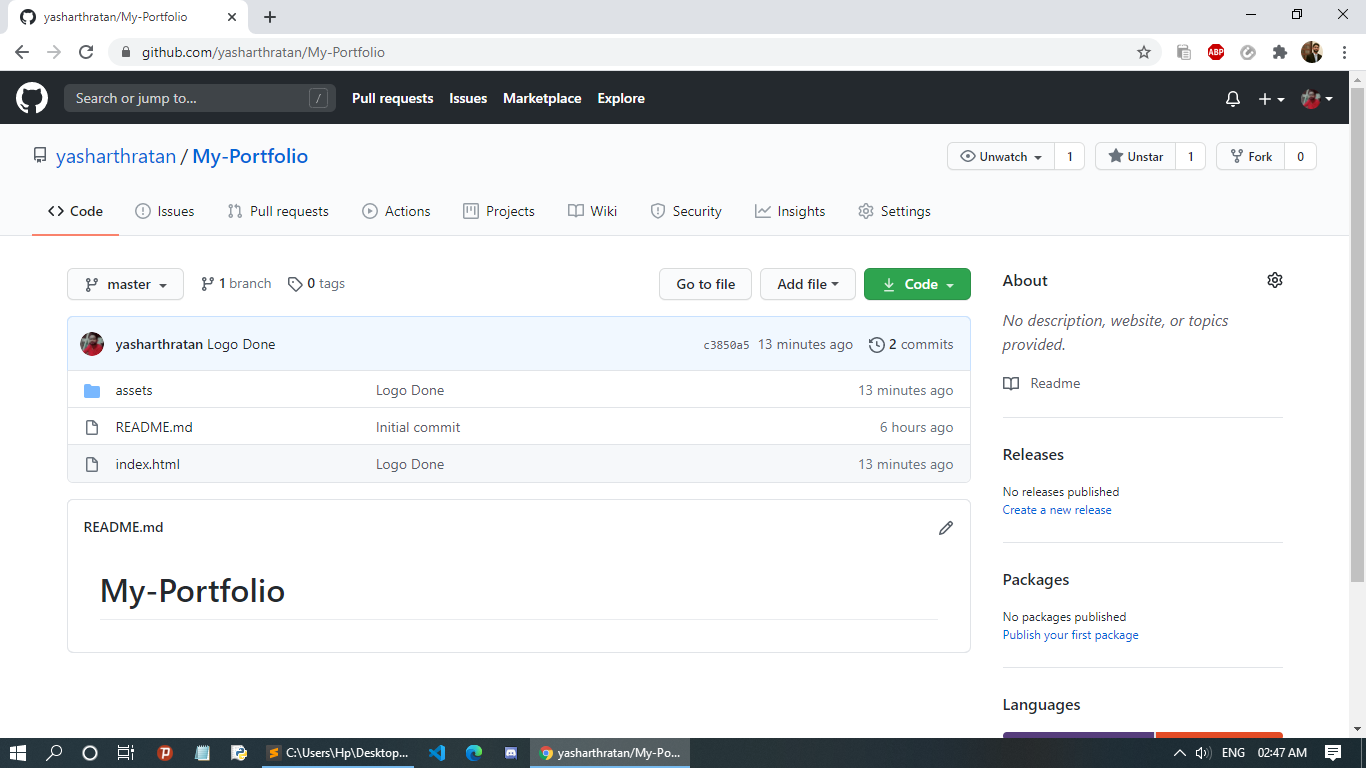 yasharthratan/My-Portfolio
github.com/yasharthratan/My-Portfolio
ABP
Search or jump to... /
Pull requests Issues Marketplace Explore
yasharthratan / My-Portfolio
Unwatch 1 Unstar 1 Fork 0
Code Issues Pull requests Actions Projects Wiki Security Insights Settings
master 1 branch 0 tags Go to file Add file Code
yasharthratan Logo Done c3850a5 13 minutes ago 2 commits
assets Logo Done 13 minutes ago
README.md Initial commit 6 hours ago
index.html Logo Done 13 minutes ago
README.md
My-Portfolio
About
No description, website, or topics
provided.
Readme
Releases
No releases published
Create a new release
Packages
No packages published
Publish your first package
Languages
C:\Users\Hp\Desktop... yasharthratan/My-Po... ENG 02:47 AM